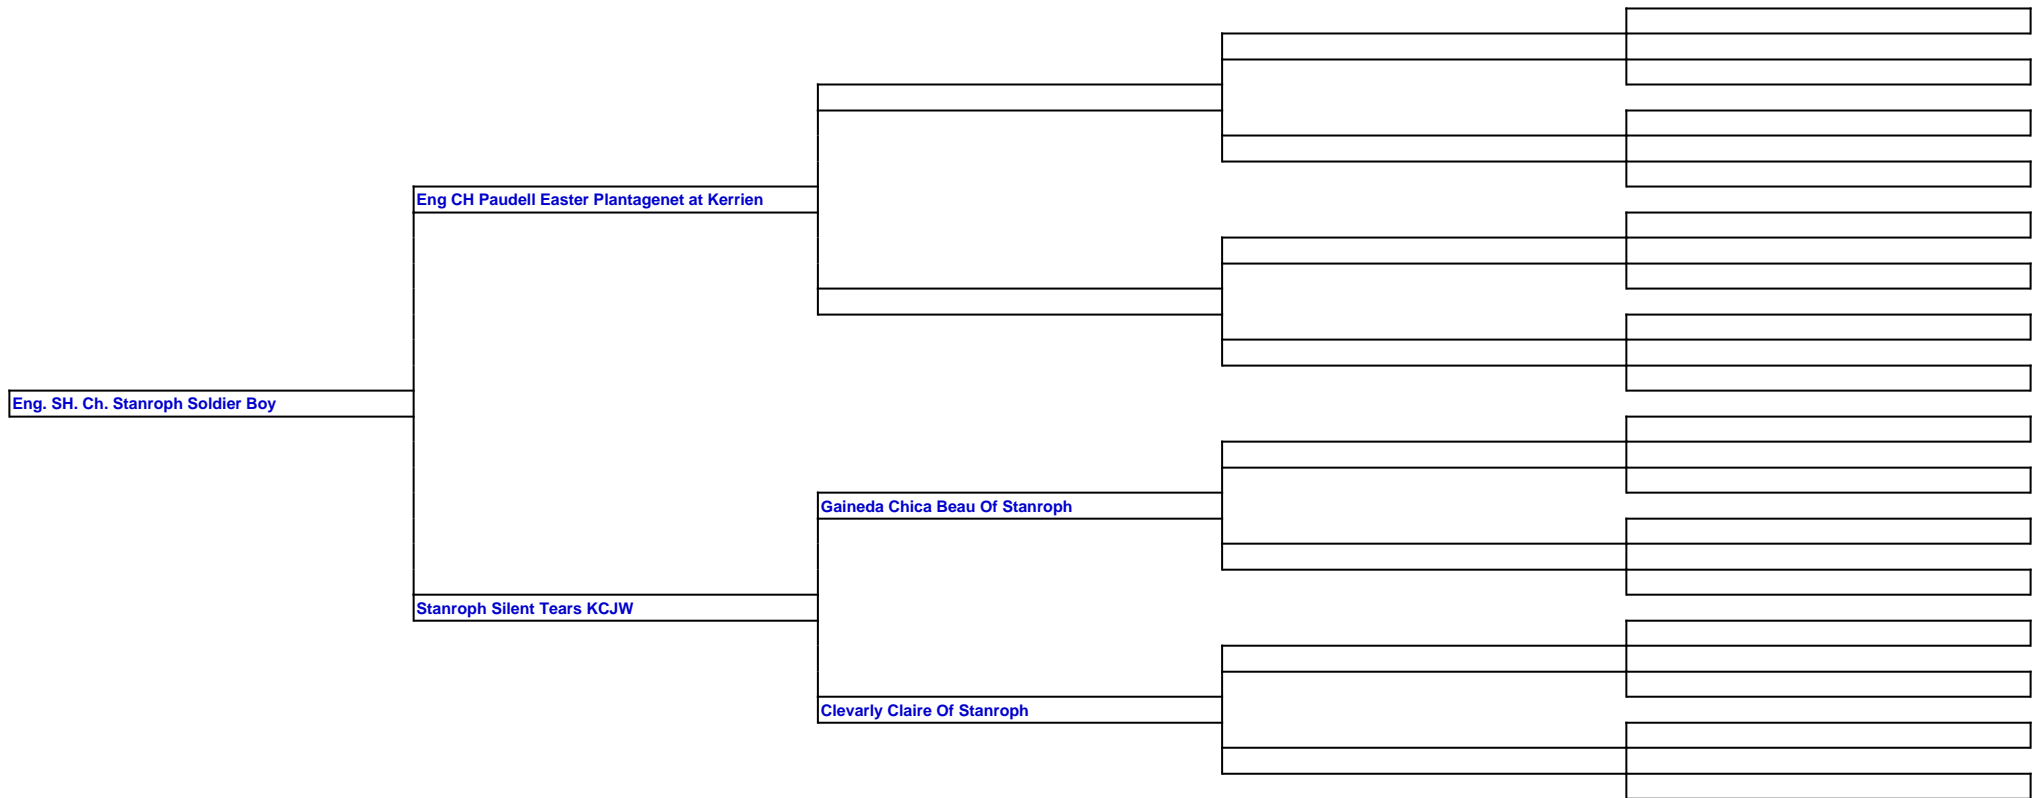 Eng CH Paudell Easter Plantagenet at Kerrien
Eng. SH. Ch. Stanroph Soldier Boy
Gaineda Chica Beau Of Stanroph
Stanroph Silent Tears KCJW
Clevarly Claire Of Stanroph